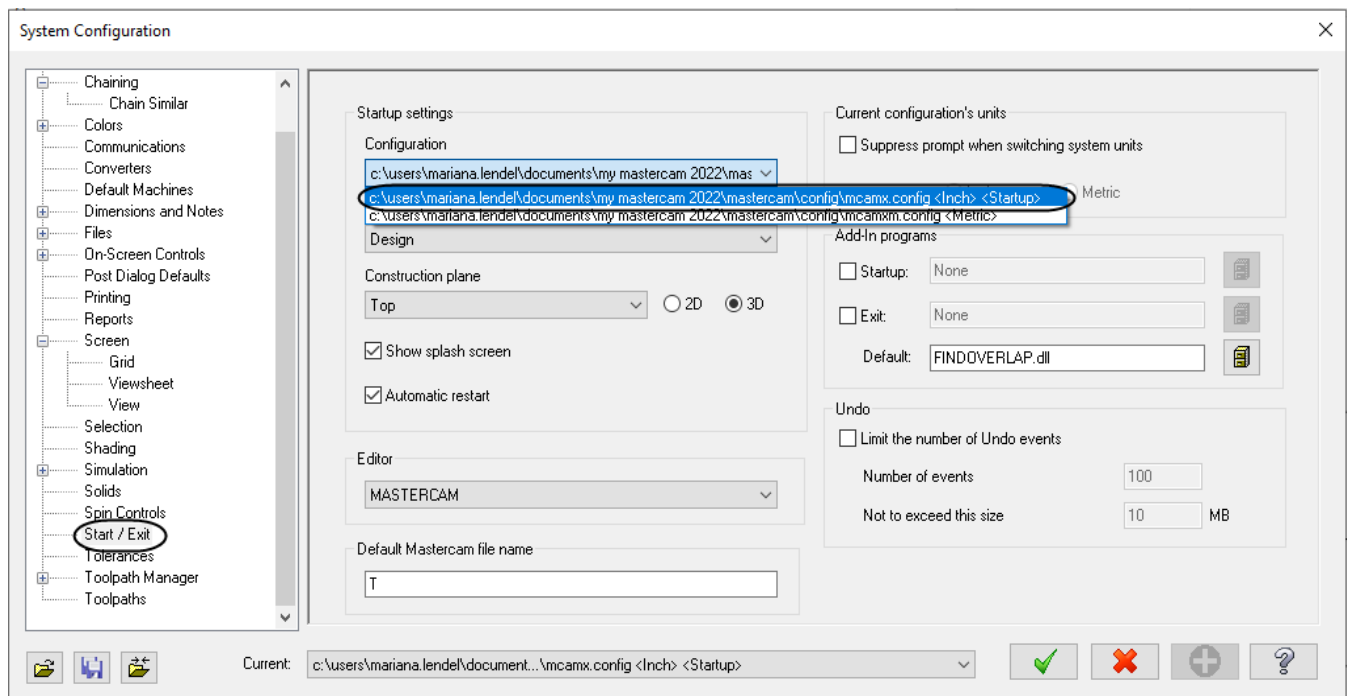 System Configuration
Chaining
Chain Similar
Colors
Communications
Converters
Default Machines
Dimensions and Notes
Files
On-Screen Controls
Post Dialog Defaults
Printing
Reports
Screen
Grid
Viewsheet
View
Selection
Shading
Simulation
Solids
Spin Controls
Start / Exit
Tolerances
Toolpath Manager
Toolpaths
Startup settings
Configuration
c:\users\mariana.lendel\documents\my mastercam 2022\mas
c:\users\mariana.lendel\documents\my mastercam 2022\mastercam\config\mcamx.config <Inch> <Startup>
c:\users\mariana.lendel\documents\my mastercam 2022\mastercam\config\mcamxm.config <Metric>
Design
Construction plane
Top
2D
3D
Show splash screen
Automatic restart
Editor
MASTERCAM
Default Mastercam file name
T
Current configuration's units
Suppress prompt when switching system units
Metric
Add-In programs
Startup: None
Exit: None
Default: FINDOVERLAP.dll
Undo
Limit the number of Undo events
Number of events 100
Not to exceed this size 10 MB
Current: c:\users\mariana.lendel\document...\mcamx.config <Inch> <Startup>